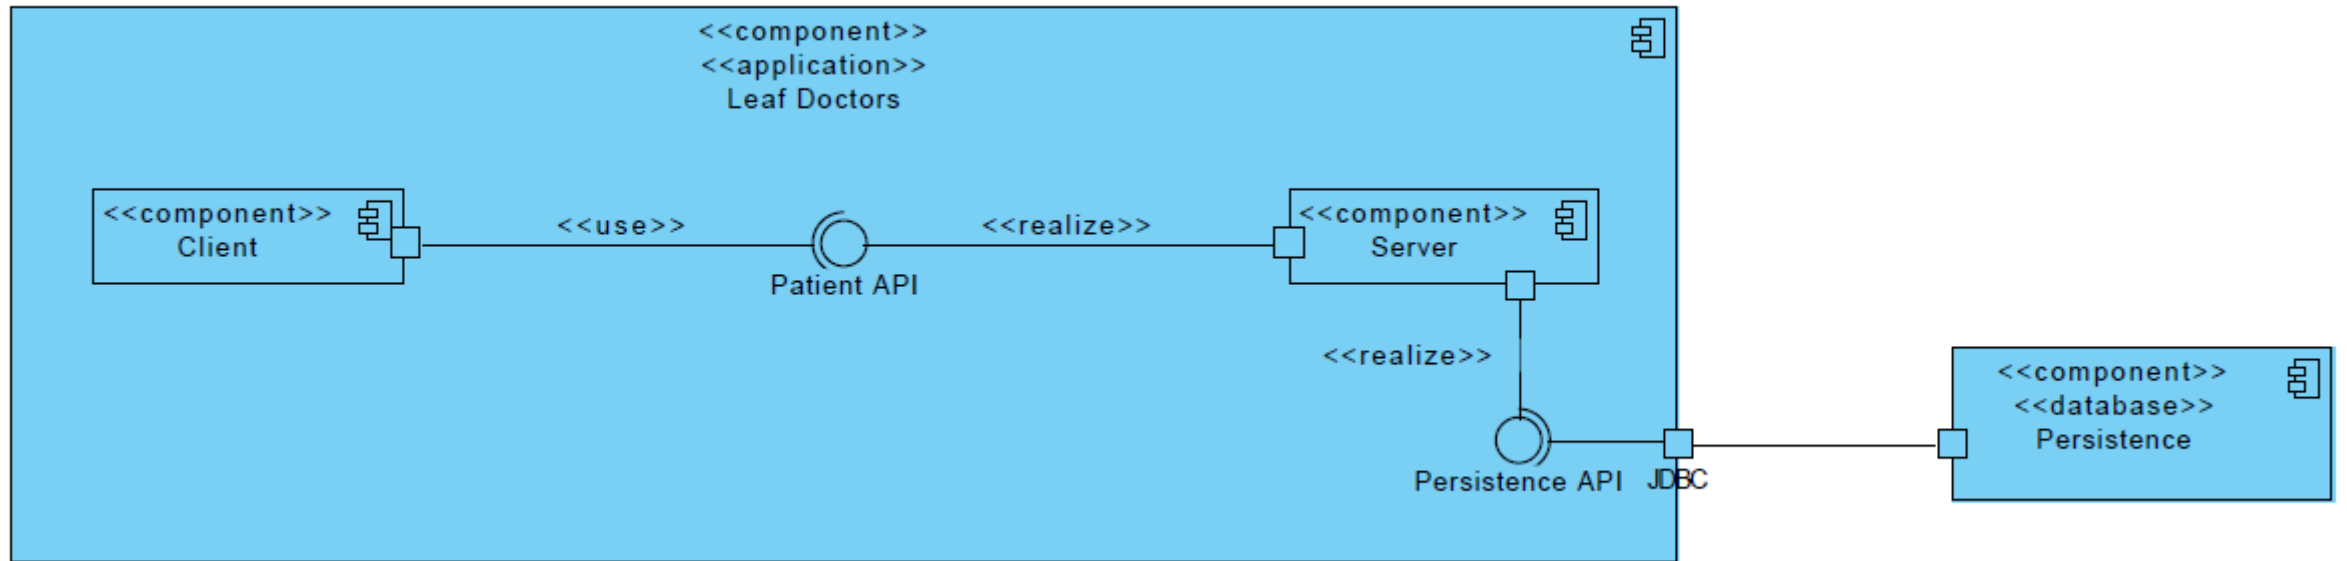 <<component>>
<<application>>
Leaf Doctors
<<component>>
Client
<<use>>
Patient API
<<realize>>
<<component>>
Server
<<realize>>
Persistence API
JDBC
<<component>>
<<database>>
Persistence